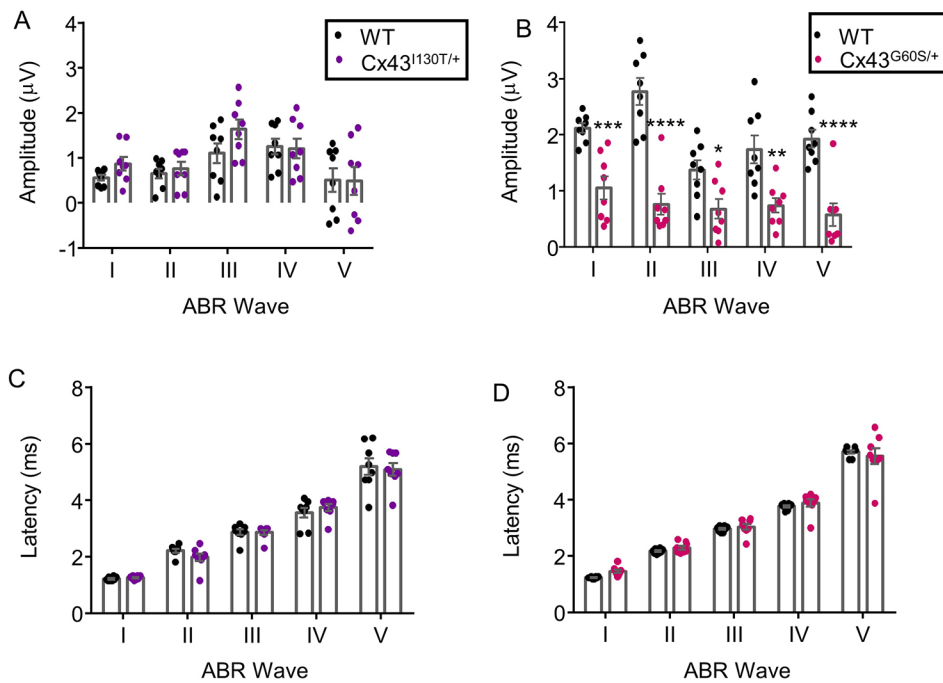 A
WT
Cx43I130T/+
Amplitude (μV)
4
3
2
1
0
-1
I II III IV V
ABR Wave
B
WT
Cx43G60S/+
Amplitude (μV)
4
3
2
1
0
*** **** * ** ****
I II III IV V
ABR Wave
C
Latency (ms)
8
6
4
2
0
I II III IV V
ABR Wave
D
Latency (ms)
8
6
4
2
0
I II III IV V
ABR Wave